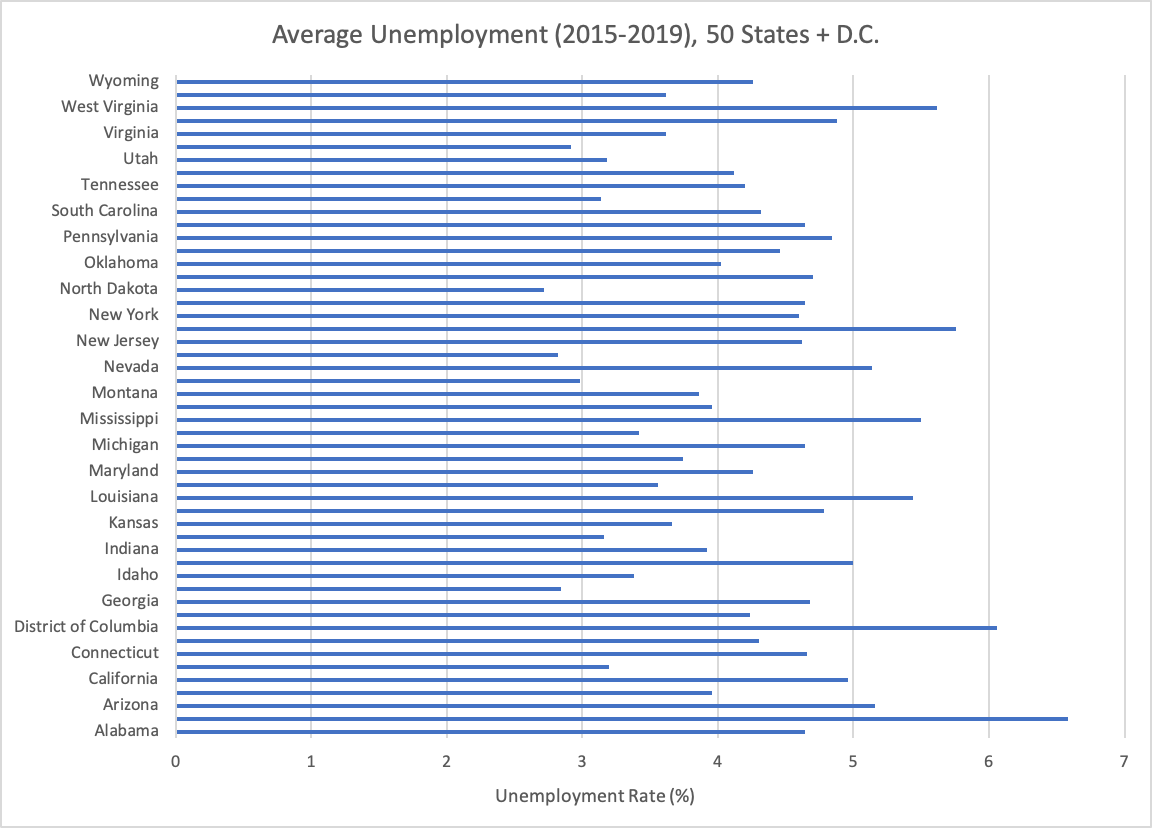 Average Unemployment (2015-2019), 50 States + D.C.
Wyoming
West Virginia
Virginia
Utah
Tennessee
South Carolina
Pennsylvania
Oklahoma
North Dakota
New York
New Jersey
Nevada
Montana
Mississippi
Michigan
Maryland
Louisiana
Kansas
Indiana
Idaho
Georgia
District of Columbia
Connecticut
California
Arizona
Alabama
0 1 2 3 4 5 6 7
Unemployment Rate (%)